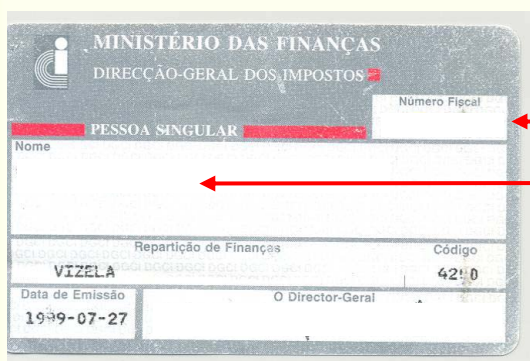 MINISTÉRIO DAS FINANÇAS
DIRECÇÃO-GERAL DOS IMPOSTOS
Número Fiscal
PESSOA SINGULAR
Nome
Repartição de Finanças
Código
VIZELA
Data de Emissão
O Director-Geral
1999-07-27